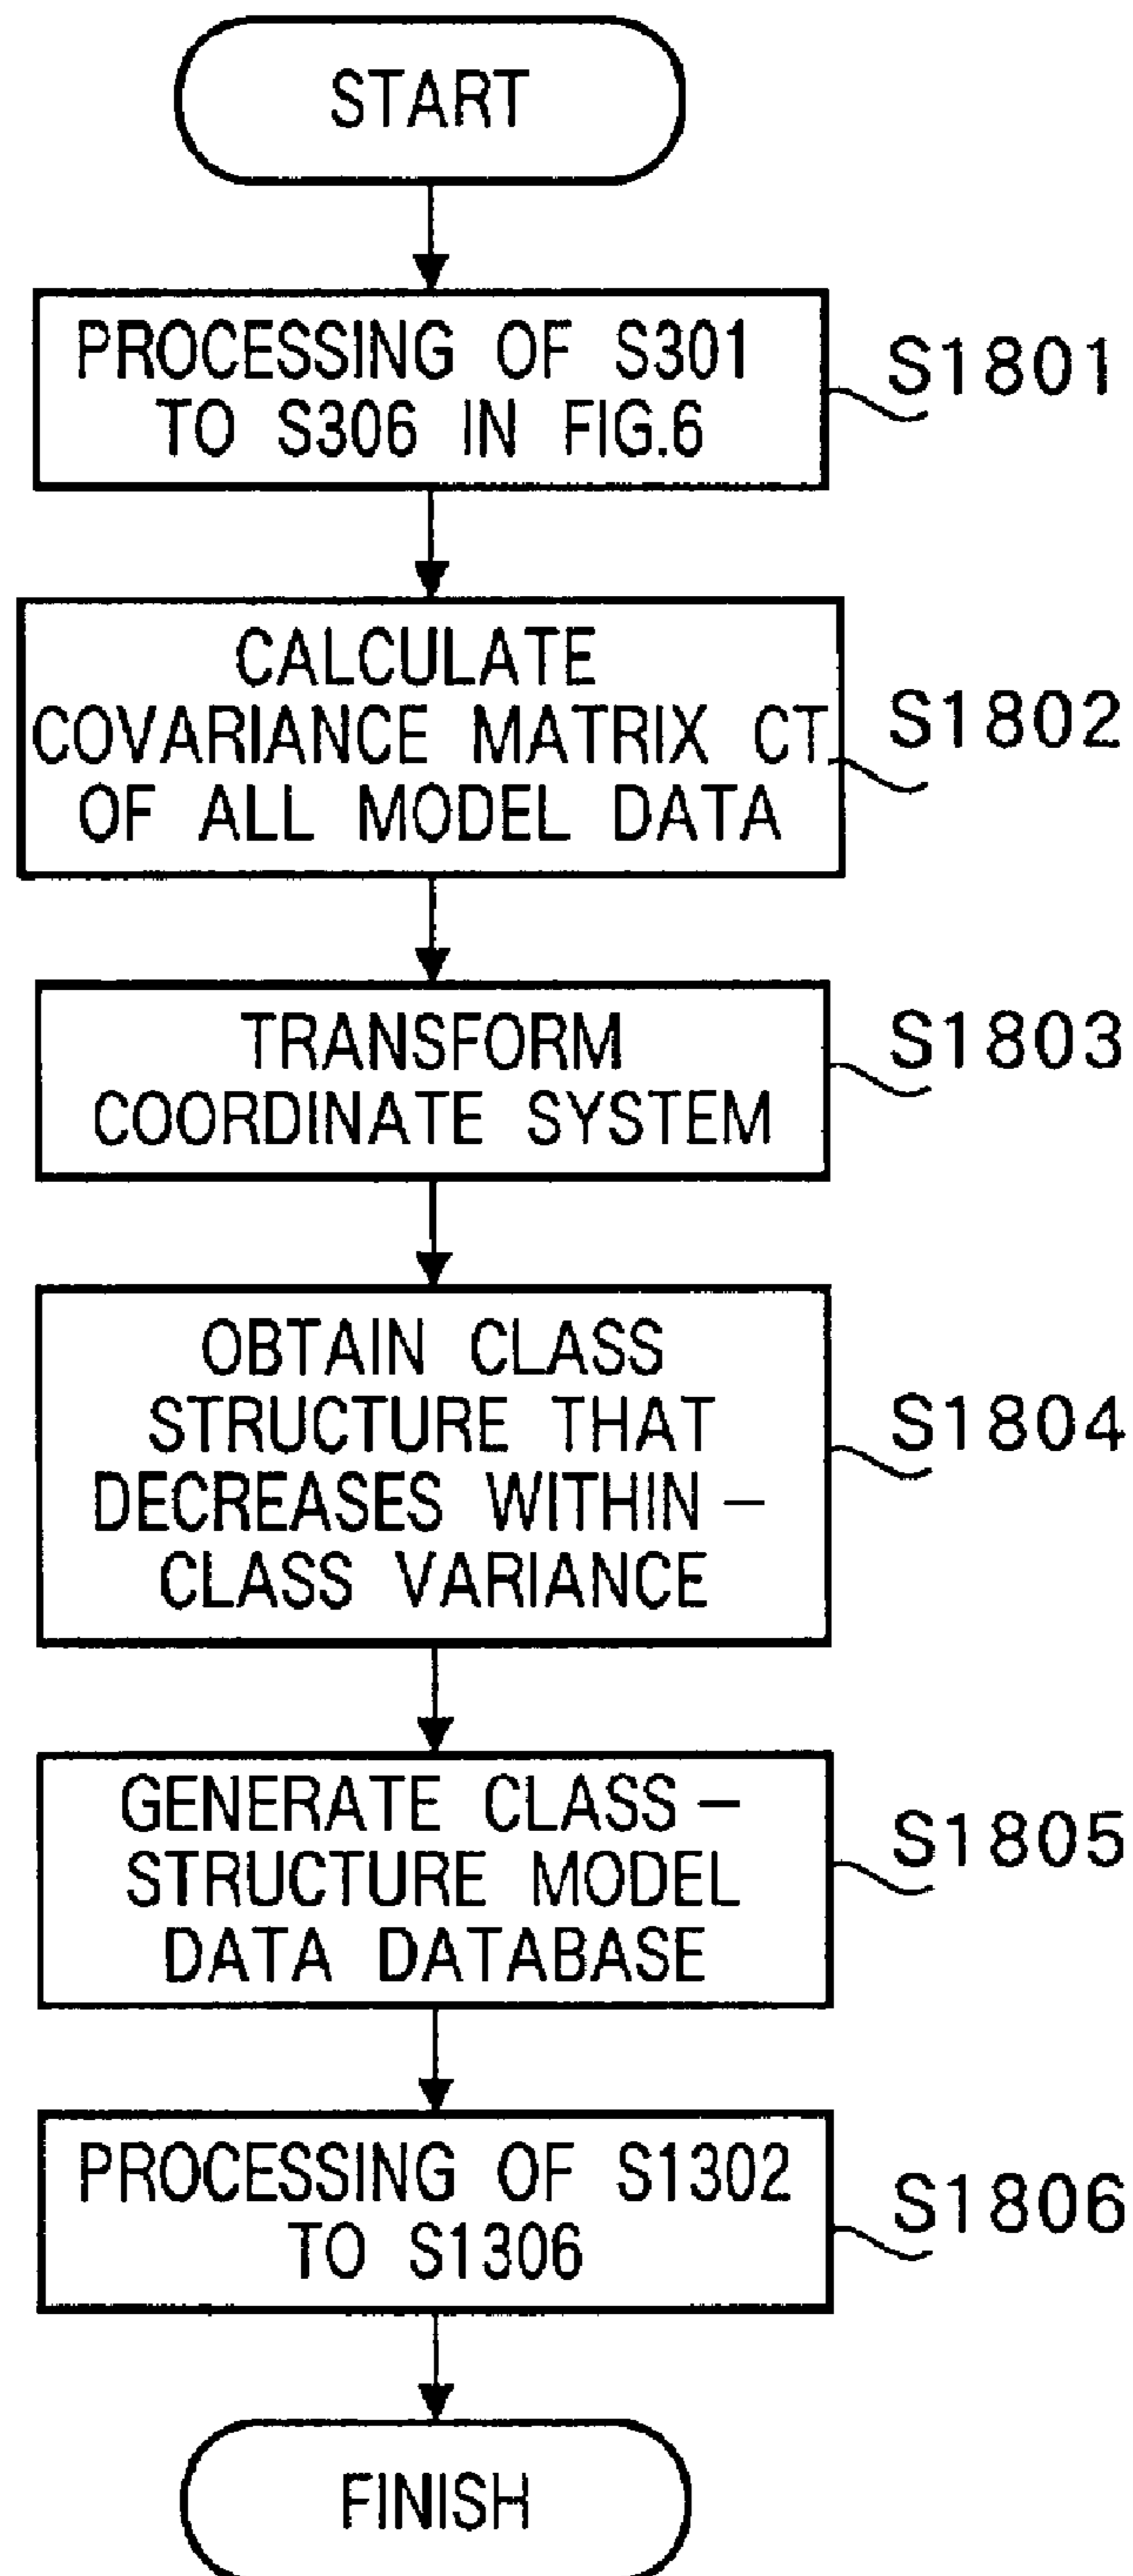 START
PROCESSING OF S301
TO S306 IN FIG.6
S1801
CALCULATE
COVARIANCE MATRIX CT
OF ALL MODEL DATA
S1802
TRANSFORM
COORDINATE SYSTEM
S1803
OBTAIN CLASS
STRUCTURE THAT
DECREASES WITHIN-
CLASS VARIANCE
S1804
GENERATE CLASS-
STRUCTURE MODEL
DATA DATABASE
S1805
PROCESSING OF S1302
TO S1306
S1806
FINISH